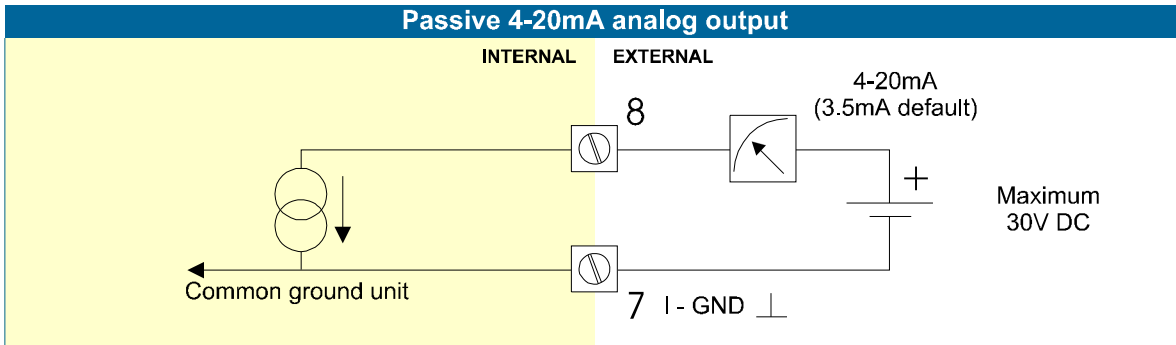 Passive 4-20mA analog output
INTERNAL EXTERNAL
4-20mA
(3.5mA default)
8
+
Maximum
30V DC
Common ground unit
7 I - GND ⊥